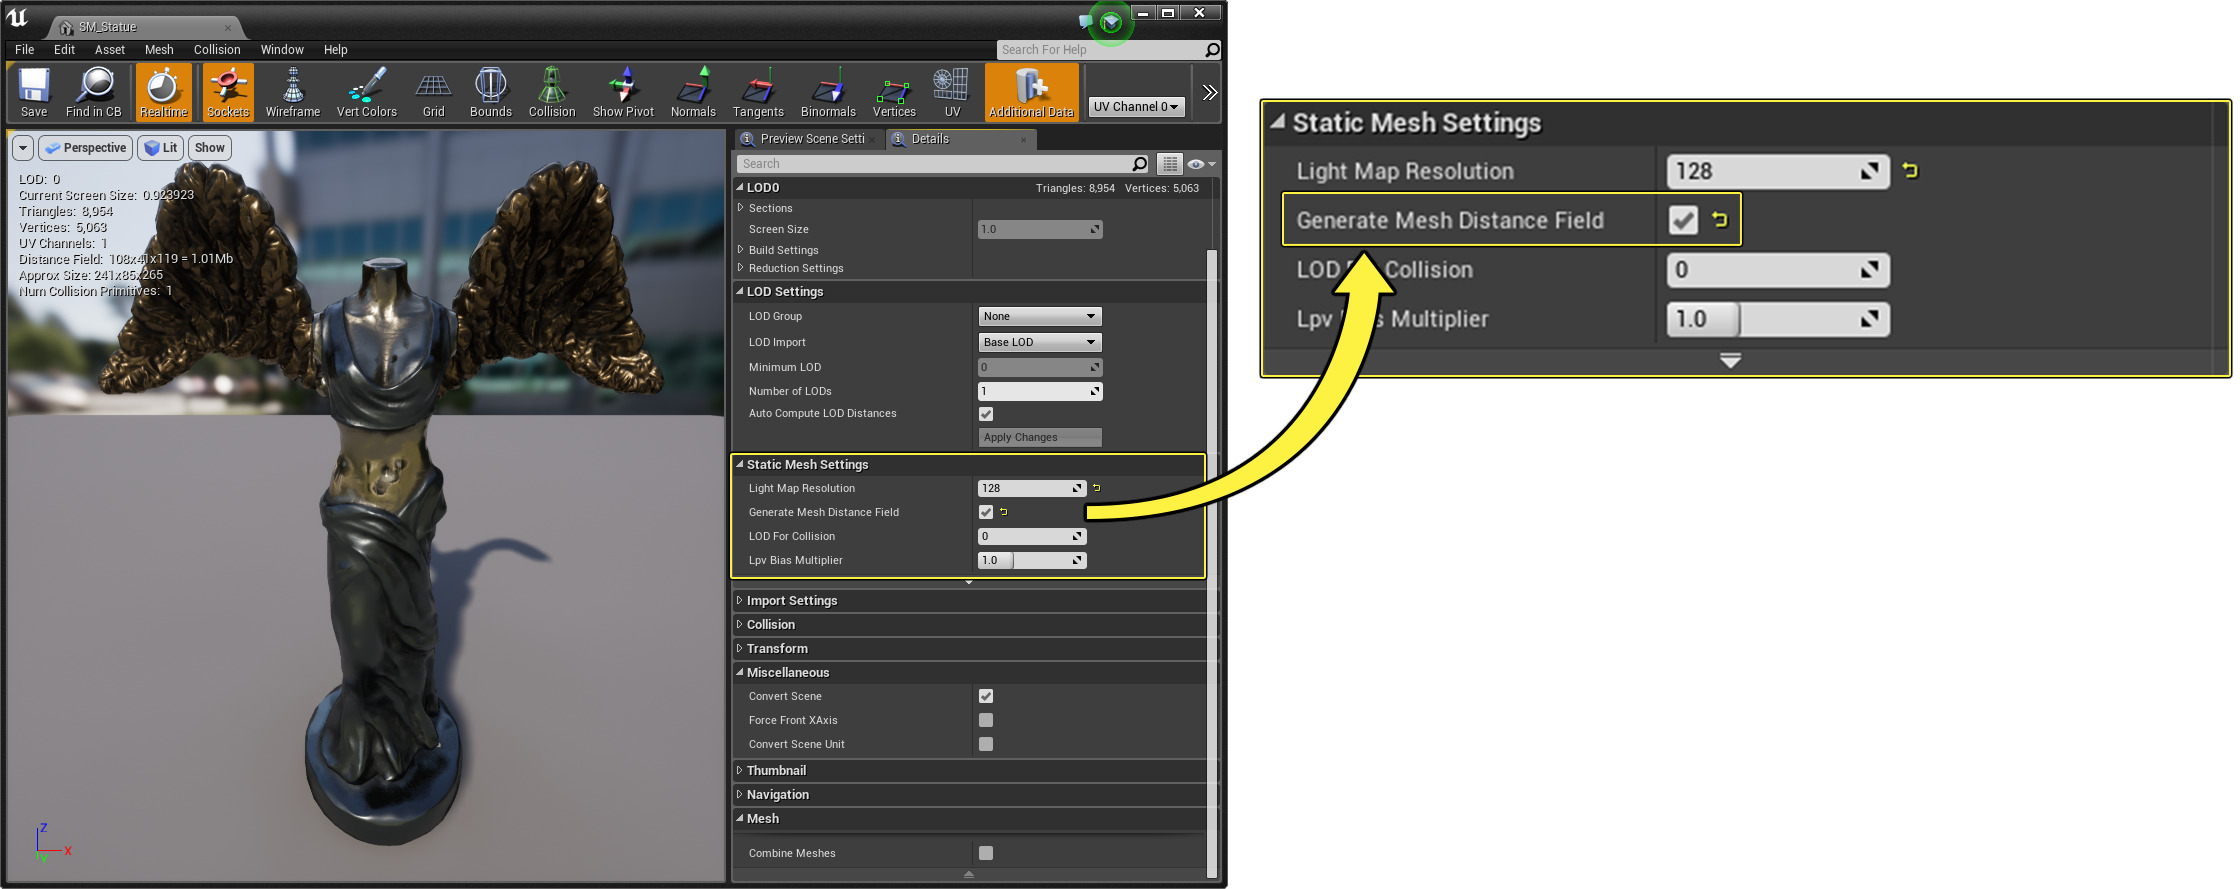 SM_Statue
File Edit Asset Mesh Collision Window Help
Search For Help
Save Find in CB Realtime Sockets Wireframe Vert Colors Grid Bounds Collision Show Pivot Normals Tangents Binormals Vertices UV Additional Data UV Channel 0
Perspective Lit Show
LOD: 0
Current Screen Size: 0.923923
Triangles: 8,954
Vertices: 5,063
UV Channels: 1
Distance Field: 108x41x119 = 1.01Mb
Approx Size: 241x85x265
Num Collision Primitives: 1
Z
X
Y
Preview Scene Setti Details
Search
LOD0 Triangles: 8,954 Vertices: 5,063
Sections
Screen Size 1.0
Build Settings
Reduction Settings
LOD Settings
LOD Group None
LOD Import Base LOD
Minimum LOD 0
Number of LODs 1
Auto Compute LOD Distances
Apply Changes
Static Mesh Settings
Light Map Resolution 128
Generate Mesh Distance Field
LOD For Collision 0
Lpv Bias Multiplier 1.0
Import Settings
Collision
Transform
Miscellaneous
Convert Scene
Force Front XAxis
Convert Scene Unit
Thumbnail
Navigation
Mesh
Combine Meshes
Static Mesh Settings
Light Map Resolution 128
Generate Mesh Distance Field
LOD Collision 0
Lpv Multiplier 1.0